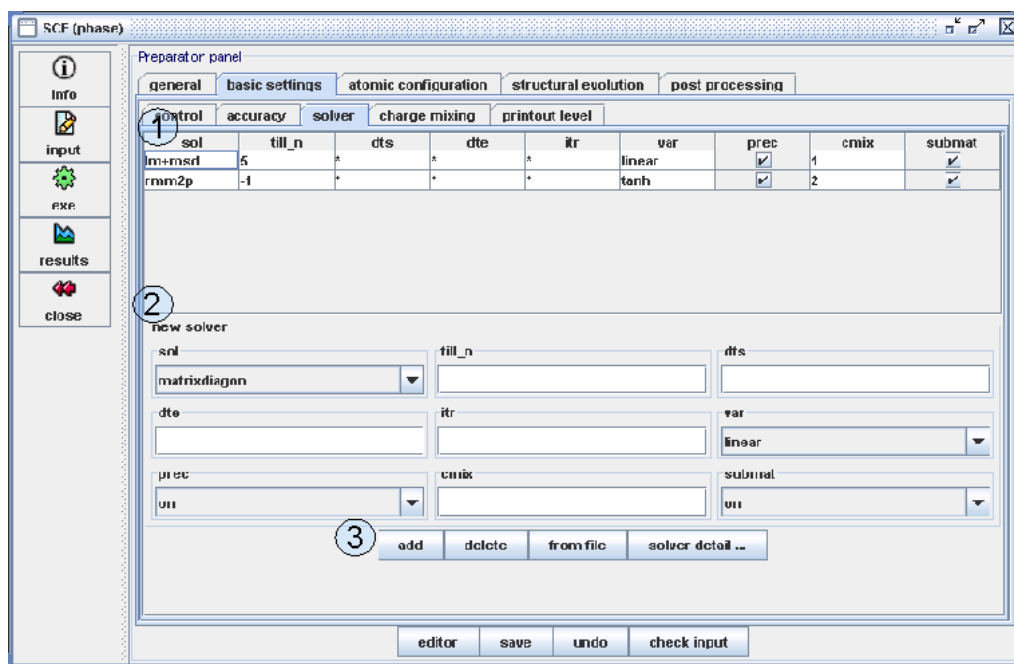 SCF (phase)
Preparator panel
info
general basic settings atomic configuration structural evolution post processing
control accuracy solver charge mixing printout level
1
input
sol till_n dts dte itr var prec cmix submat
lm+msd 5 * * * linear 1
rmm2p -1 * * * tanh 2
exe
results
close
2
new solver
sol till_n dts
matrixdiagon
dte itr var
linear
prec cmix submat
on on
3
add delete from file solver detail ...
editor save undo check input